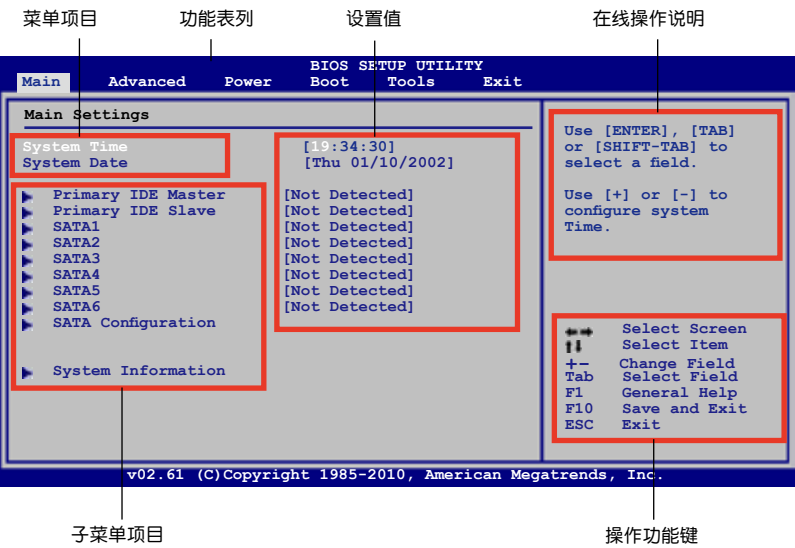 菜单项目 功能表列 设置值 在线操作说明
BIOS SETUP UTILITY
Main Advanced Power Boot Tools Exit
Main Settings
System Time [19:34:30]
System Date [Thu 01/10/2002]
Primary IDE Master [Not Detected]
Primary IDE Slave [Not Detected]
SATA1 [Not Detected]
SATA2 [Not Detected]
SATA3 [Not Detected]
SATA4 [Not Detected]
SATA5 [Not Detected]
SATA6 [Not Detected]
SATA Configuration
System Information
Use [ENTER], [TAB]
or [SHIFT-TAB] to
select a field.
Use [+] or [-] to
configure system
Time.
Select Screen
Select Item
+- Change Field
Tab Select Field
F1 General Help
F10 Save and Exit
ESC Exit
v02.61 (C)Copyright 1985-2010, American Megatrends, Inc.
子菜单项目 操作功能键